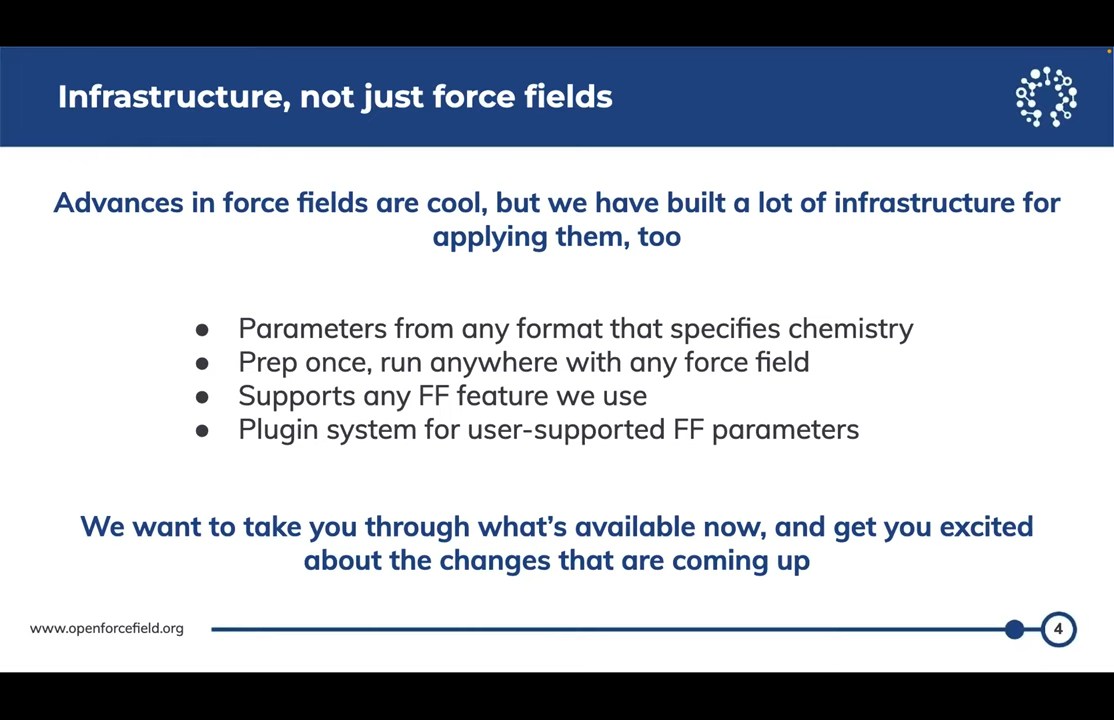 Infrastructure, not just force fields
Advances in force fields are cool, but we have built a lot of infrastructure for
applying them, too
● Parameters from any format that specifies chemistry
● Prep once, run anywhere with any force field
● Supports any FF feature we use
● Plugin system for user-supported FF parameters
We want to take you through what’s available now, and get you excited
about the changes that are coming up
www.openforcefield.org
4